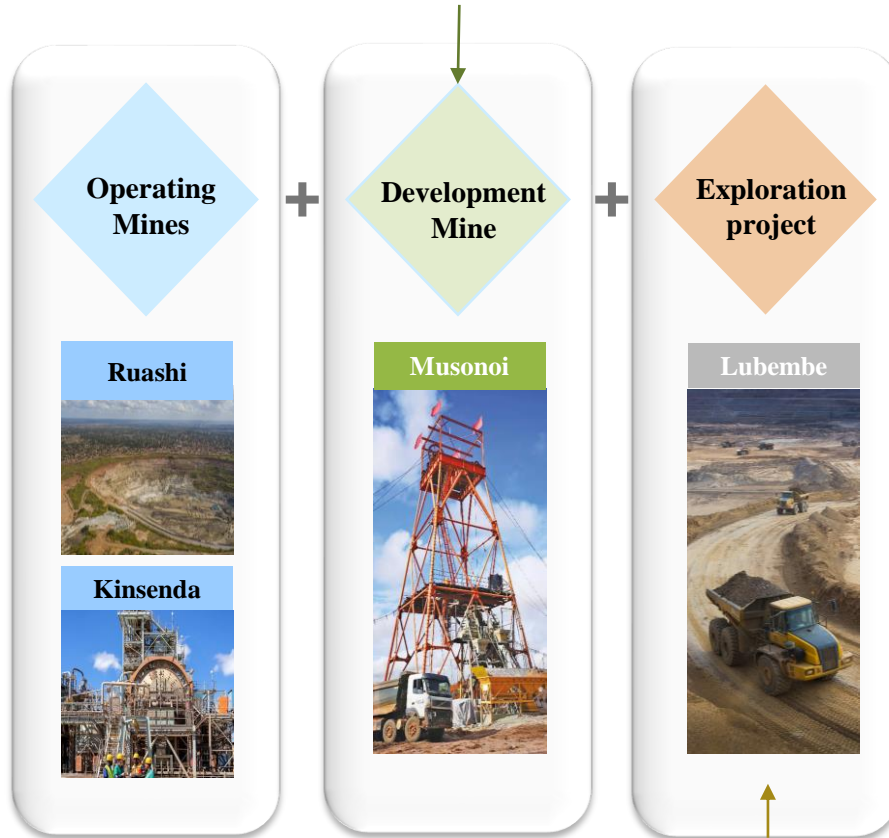 Operating
Mines
+
Development
Mine
+
Exploration
project
Ruashi
Kinsenda
Musonoi
Lubembe